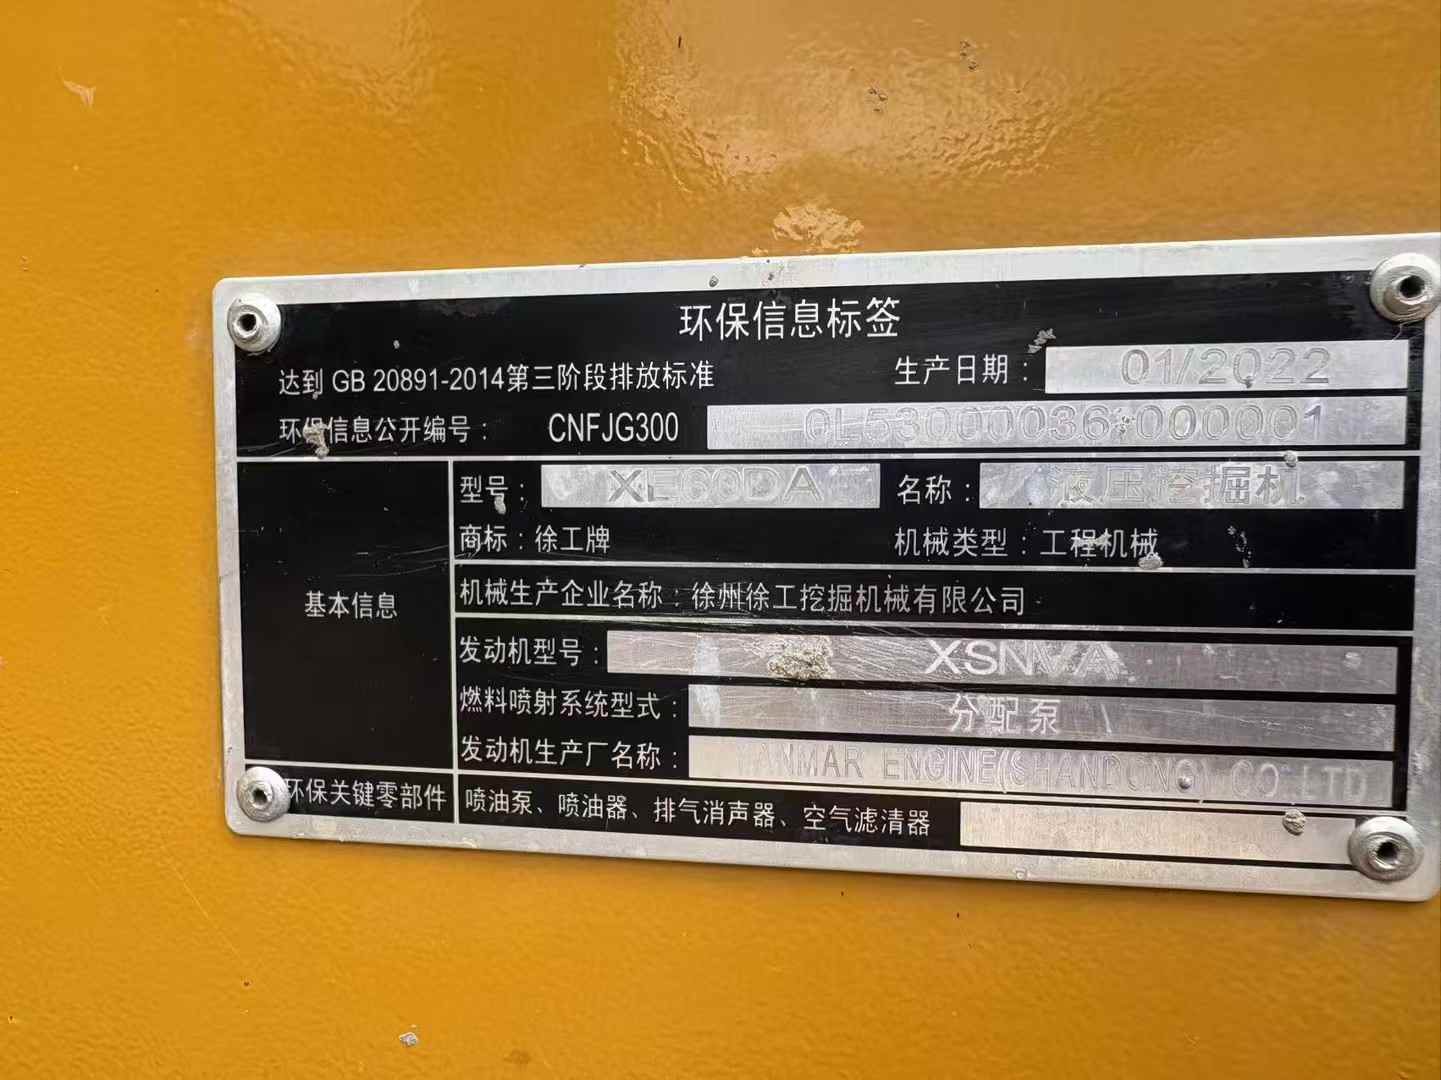 环保信息标签
达到 GB 20891-2014第三阶段排放标准
生产日期: 01/2022
环保信息公开编号: CNFJG300 0L53000036 000001
基本信息
型号: XE60DA
名称: 液压挖掘机
商标:徐工牌
机械类型:工程机械
机械生产企业名称:徐州徐工挖掘机械有限公司
发动机型号: XSNVA
燃料喷射系统型式: 分配泵
发动机生产厂名称: YANMAR ENGINE(SHANDONG) CO LTD
环保关键零部件
喷油泵、喷油器、排气消声器、空气滤清器